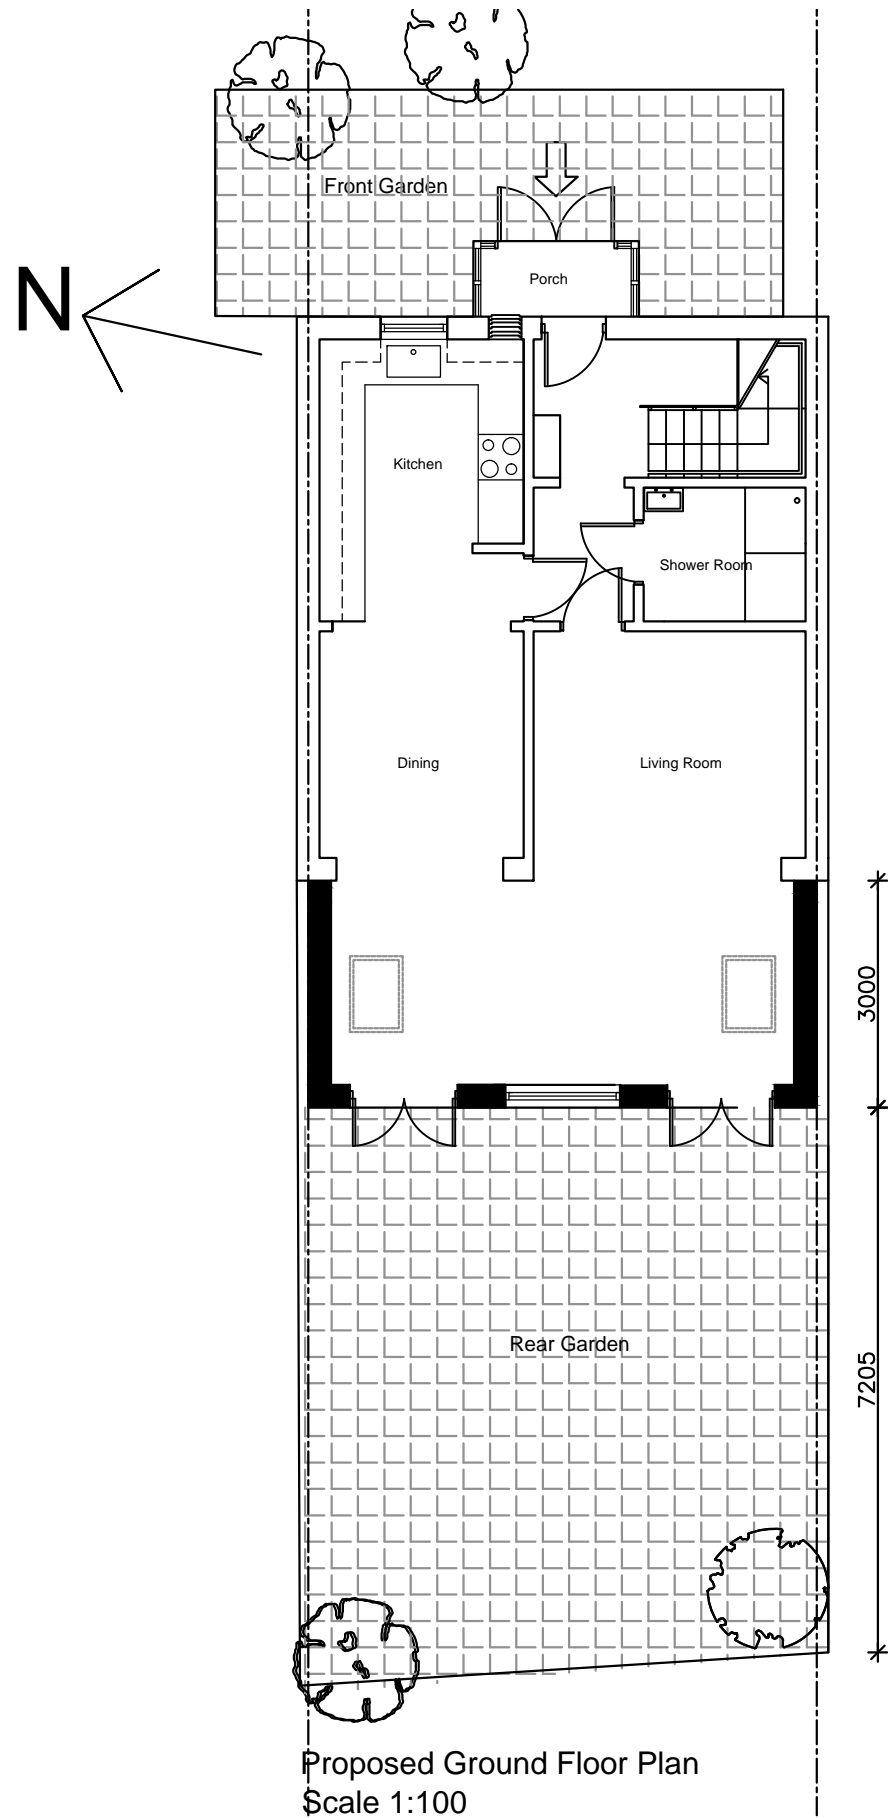 Front Garden
N
Porch
Kitchen
Shower Room
Dining
Living Room
3000
Rear Garden
7205
Proposed Ground Floor Plan
Scale 1:100